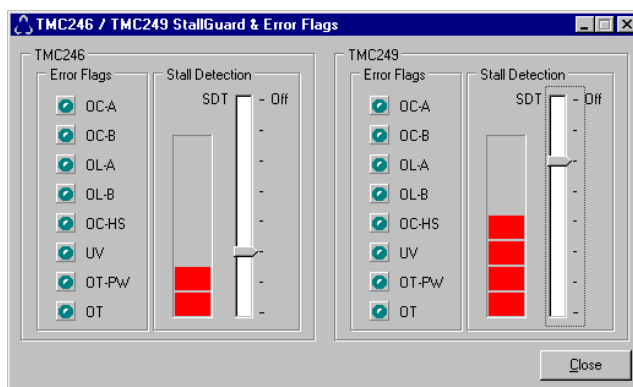 TMC246 / TMC249 StallGuard & Error Flags
TMC246
Error Flags
OC-A
OC-B
OL-A
OL-B
OC-HS
UV
OT-PW
OT
Stall Detection
SDT
- Off
TMC249
Error Flags
OC-A
OC-B
OL-A
OL-B
OC-HS
UV
OT-PW
OT
Stall Detection
SDT
- Off
Close